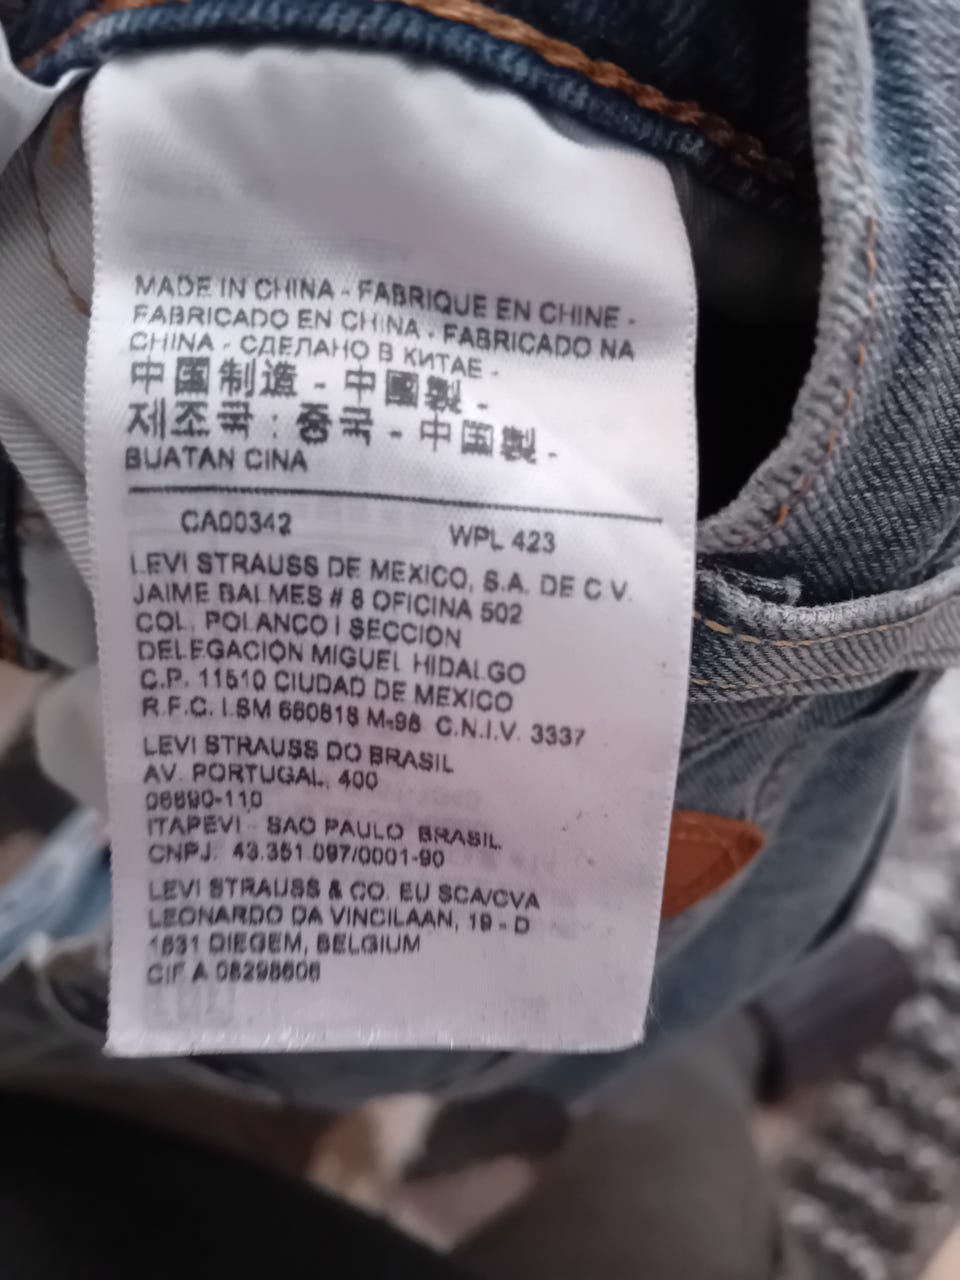 MADE IN CHINA - FABRIQUE EN CHINE -
FABRICADO EN CHINA - FABRICADO NA
CHINA - СДЕЛАНО В КИТАЕ -
中国制造 - 中國製 -
제조국 : 중국 - 中国製 -
BUATAN CINA
CA00342 WPL 423
LEVI STRAUSS DE MEXICO, S.A. DE C V.
JAIME BALMES # 8 OFICINA 502
COL. POLANCO I SECCION
DELEGACION MIGUEL HIDALGO
C.P. 11510 CIUDAD DE MEXICO
R.F.C. LSM 660818 M-98 C.N.I.V. 3337
LEVI STRAUSS DO BRASIL
AV. PORTUGAL, 400
06690-110
ITAPEVI - SAO PAULO BRASIL
CNPJ. 43.351.097/0001-90
LEVI STRAUSS & CO. EU SCA/CVA
LEONARDO DA VINCILAAN, 19 - D
1831 DIEGEM, BELGIUM
CIF A 08298606